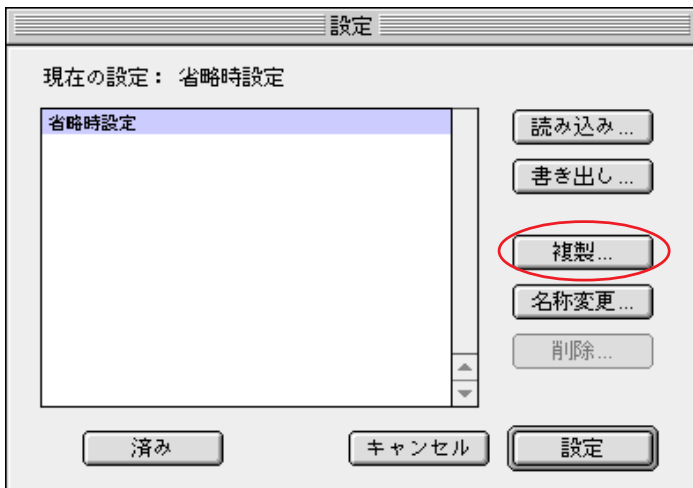 設定
現在の設定： 省略時設定
省略時設定
読み込み...
書き出し...
複製...
名称変更...
削除...
済み
キャンセル
設定